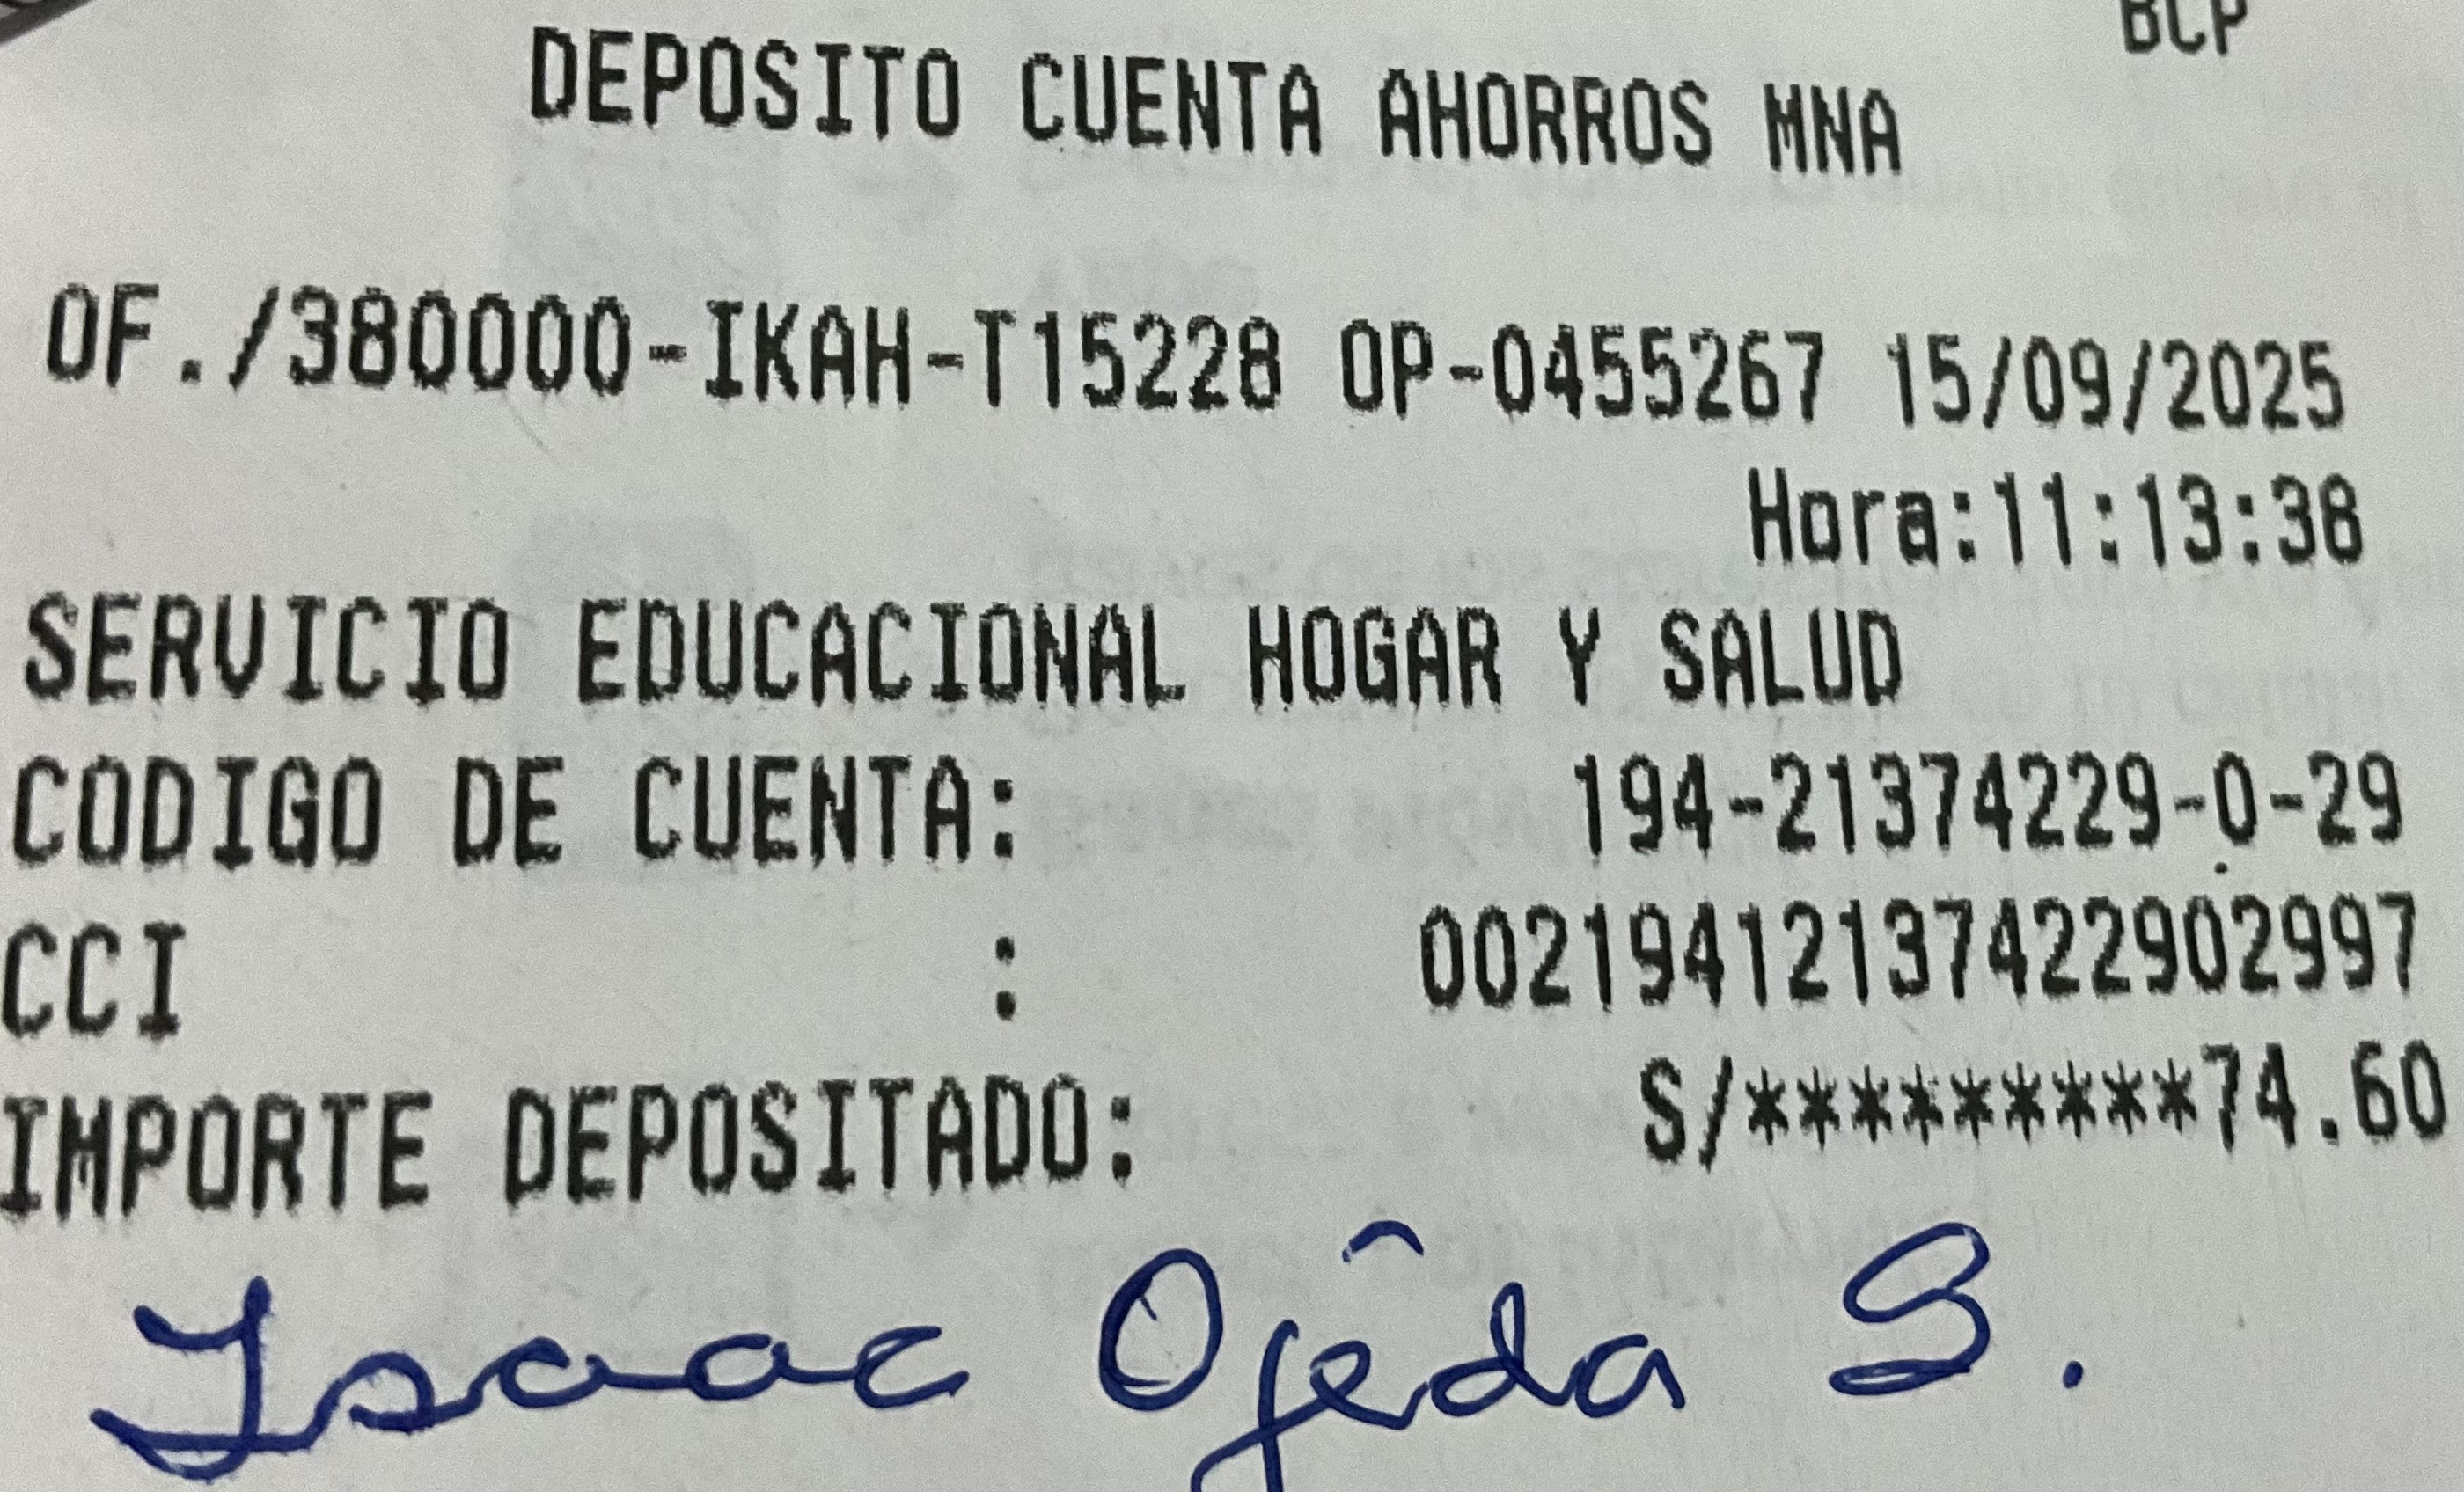 BCP
DEPOSITO CUENTA AHORROS MNA
OF./380000-IKAH-T15228 OP-0455267 15/09/2025
Hora:11:13:38
SERVICIO EDUCACIONAL HOGAR Y SALUD
CODIGO DE CUENTA: 194-21374229-0-29
CCI : 00219412137422902997
IMPORTE DEPOSITADO: S/*********74.60
Isaac Ojeda S.